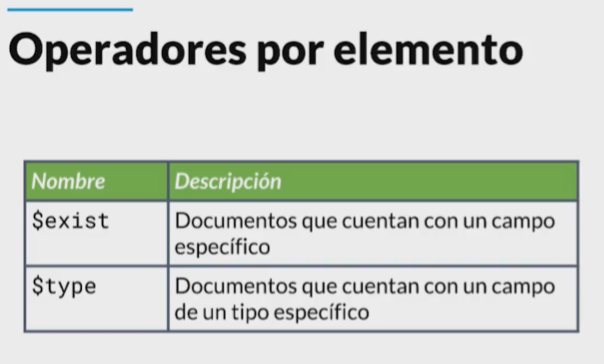 Operadores por elemento
Nombre
Descripción
$exist
Documentos que cuentan con un campo
específico
$type
Documentos que cuentan con un campo
de un tipo específico